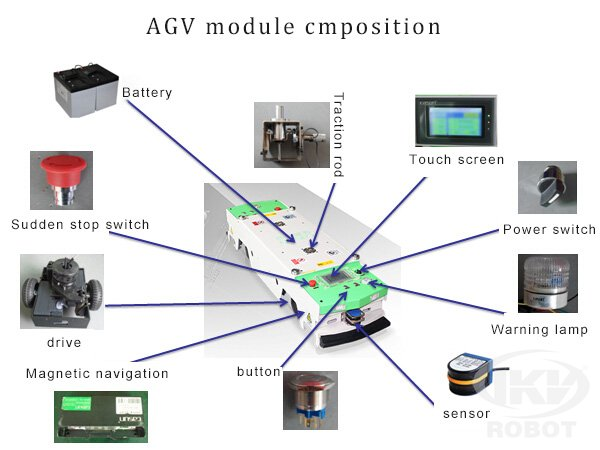 AGV module cmposition
Battery
Traction rod
Touch screen
Sudden stop switch
Power switch
drive
Warning lamp
Magnetic navigation
button
sensor
IKV
ROBOT